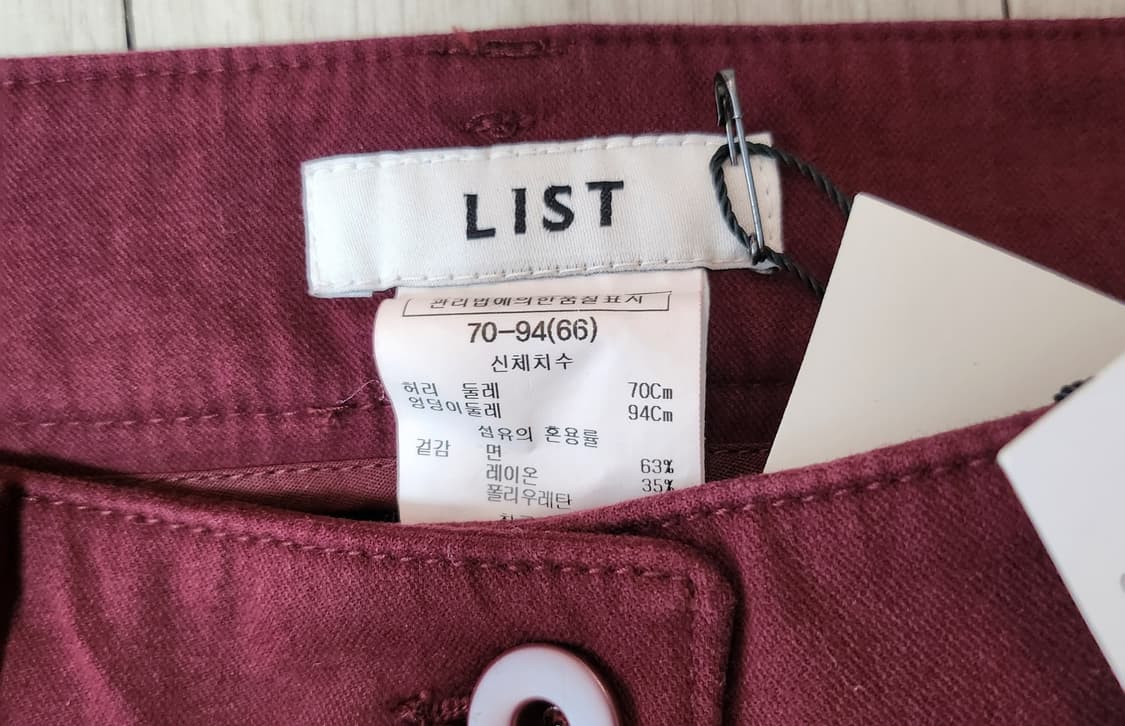 LIST
관리법에의한품질표시
70-94(66)
신체치수
허리 둘레 70Cm
엉덩이둘레 94Cm
섬유의 혼용률
겉감 면 63%
레이온 35%
폴리우레탄